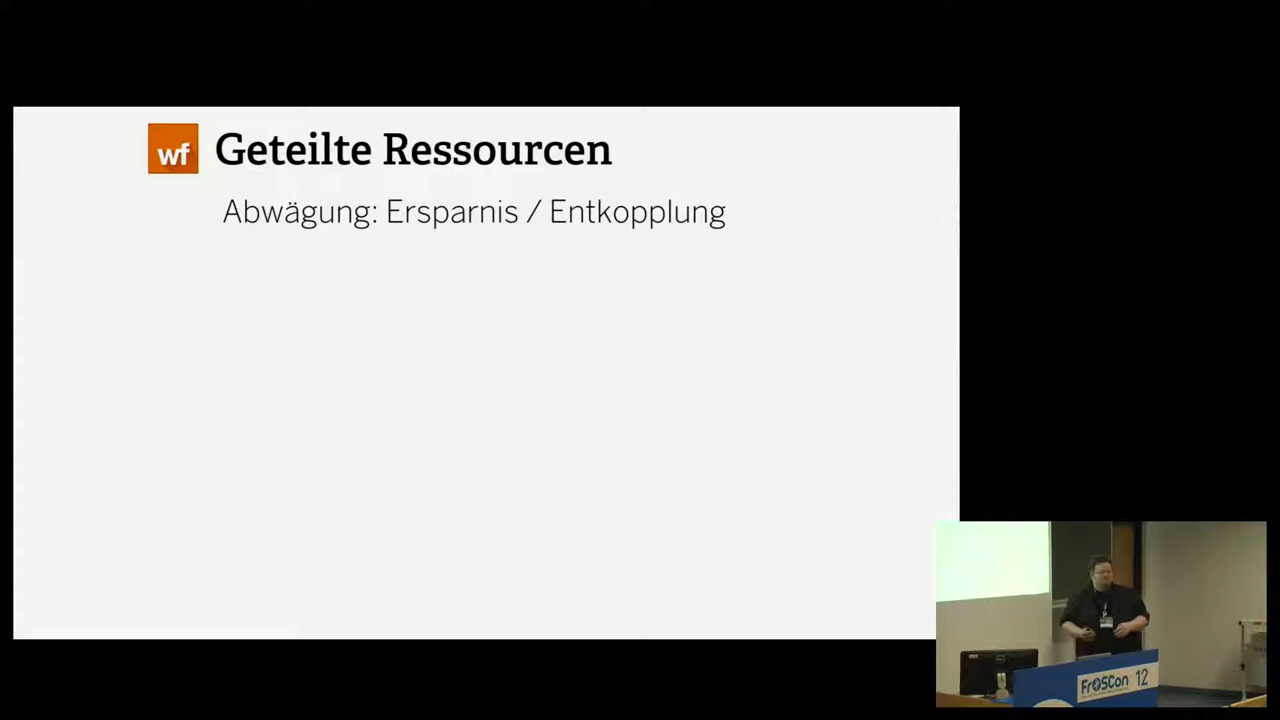 wf Geteilte Ressourcen
Abwägung: Ersparnis / Entkopplung
FrOSCon 12